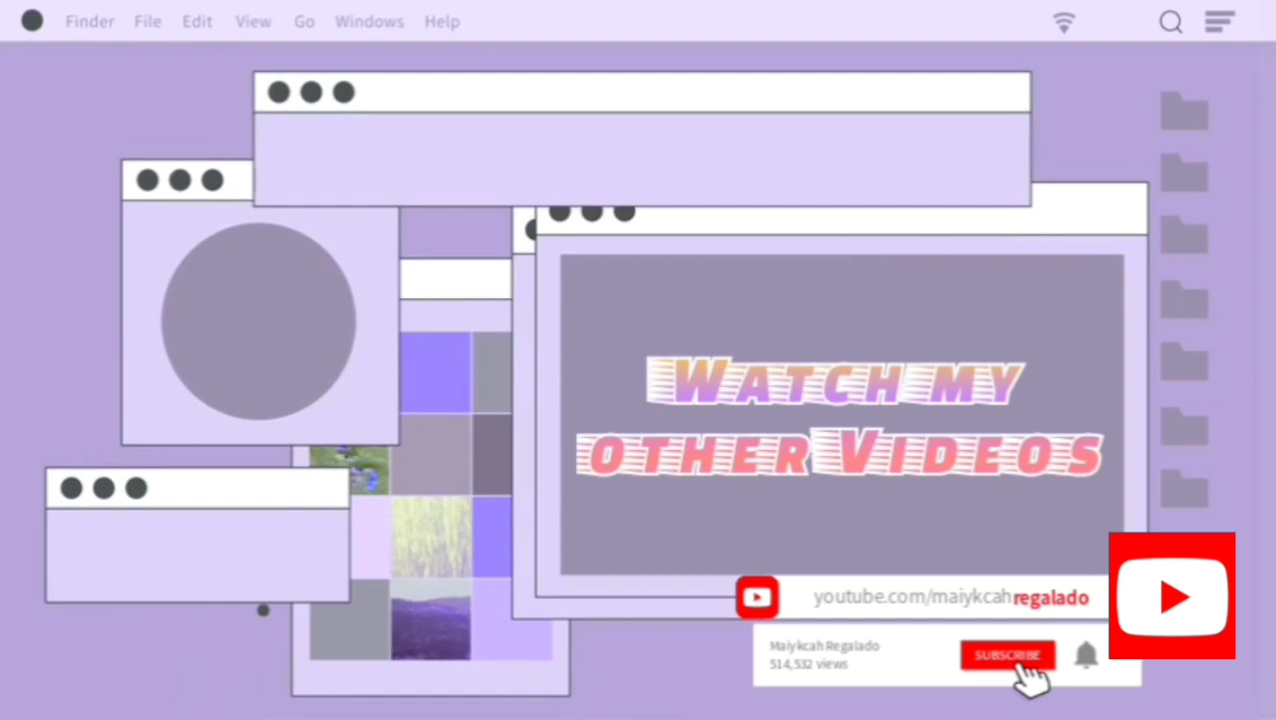 Finder File Edit View Go Windows Help
WATCH MY
OTHER VIDEOS
youtube.com/maiykcahregalado
Maiykcah Regalado
514,532 views
SUBSCRIBE